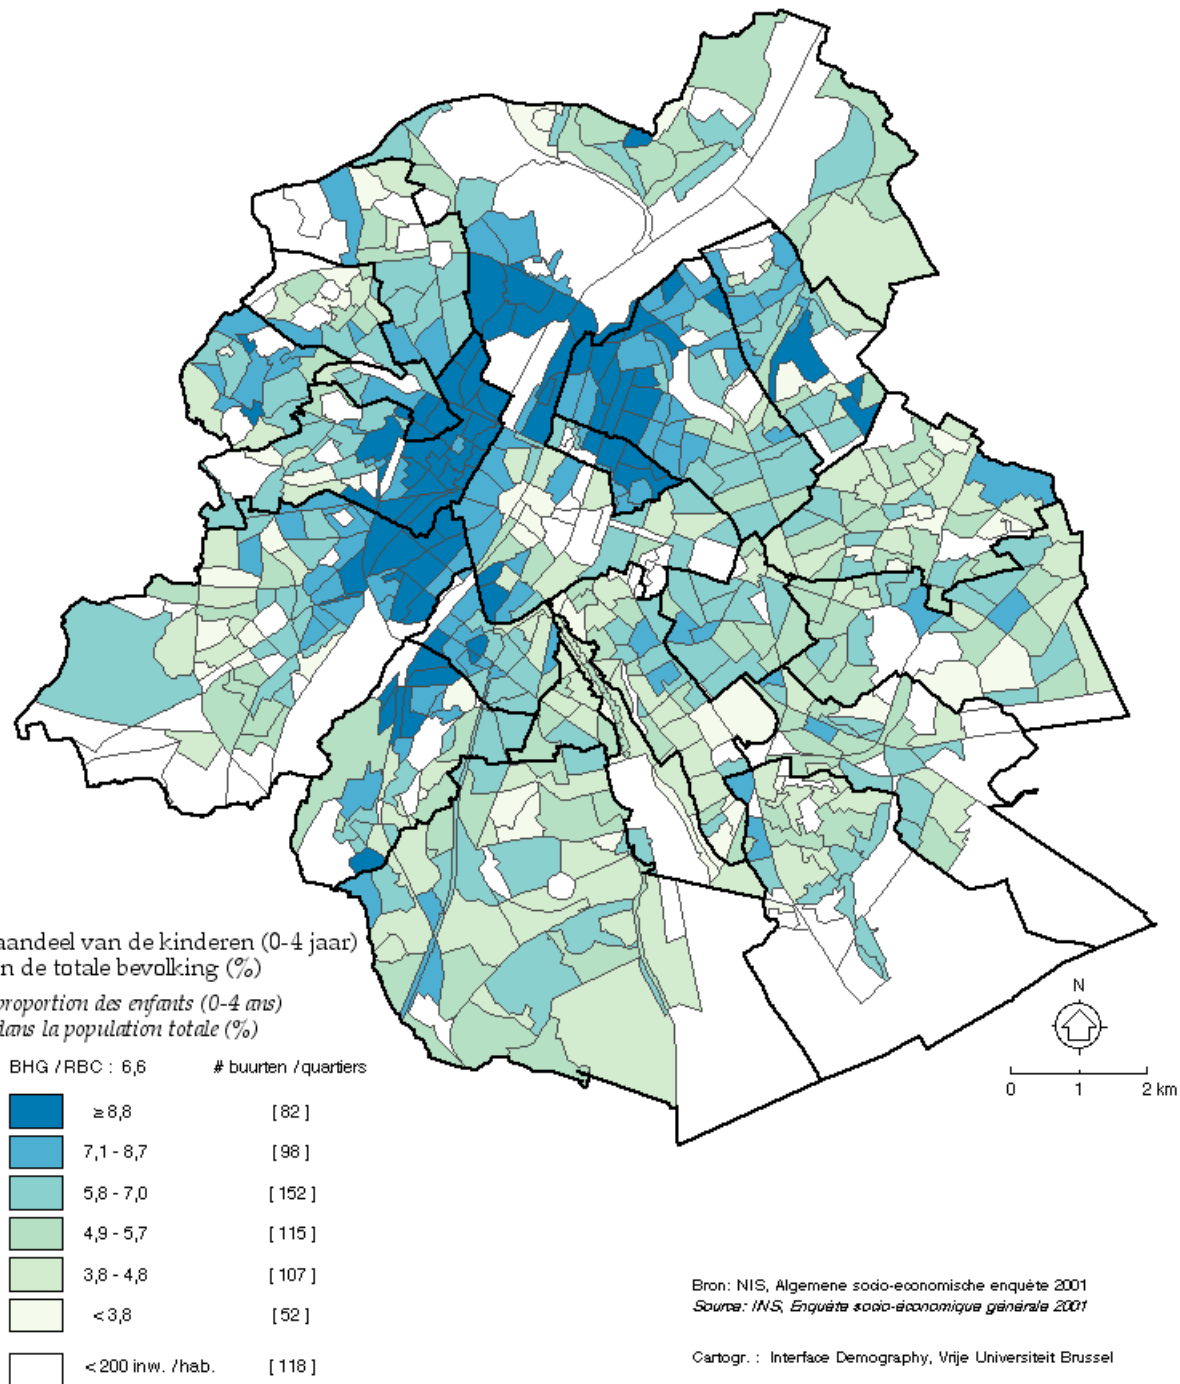 aandeel van de kinderen (0-4 jaar)
n de totale bevolking (%)
proportion des enfants (0-4 ans)
dans la population totale (%)
BHG / RBC : 6,6 # buurten / quartiers
≥ 8,8 [ 82 ]
7,1 - 8,7 [ 98 ]
5,8 - 7,0 [ 152 ]
4,9 - 5,7 [ 115 ]
3,8 - 4,8 [ 107 ]
< 3,8 [ 52 ]
< 200 inw. / hab. [ 118 ]
N
0 1 2 km
Bron: NIS, Algemene socio-economische enquête 2001
Source: INS, Enquête socio-économique générale 2001
Cartogr. : Interface Demography, Vrije Universiteit Brussel